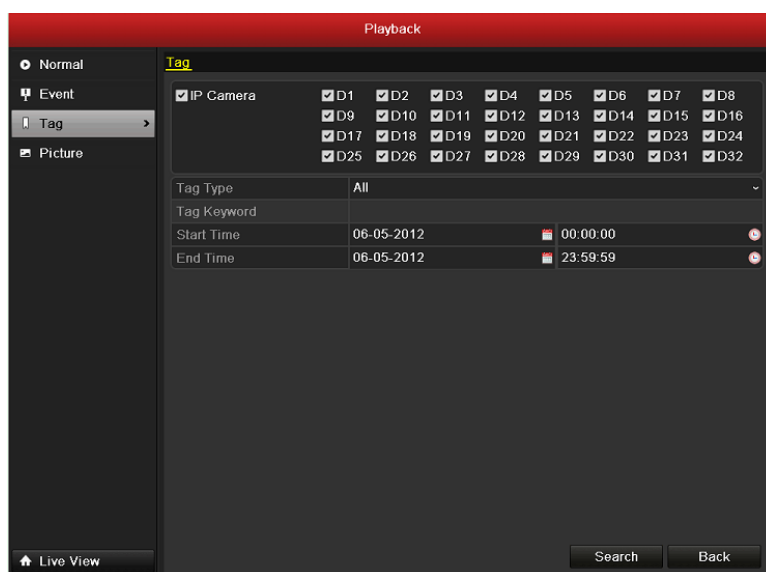 Playback
Normal
Event
Tag
Picture
Live View
Tag
IP Camera D1 D2 D3 D4 D5 D6 D7 D8
D9 D10 D11 D12 D13 D14 D15 D16
D17 D18 D19 D20 D21 D22 D23 D24
D25 D26 D27 D28 D29 D30 D31 D32
Tag Type All
Tag Keyword
Start Time 06-05-2012 00:00:00
End Time 06-05-2012 23:59:59
Search Back